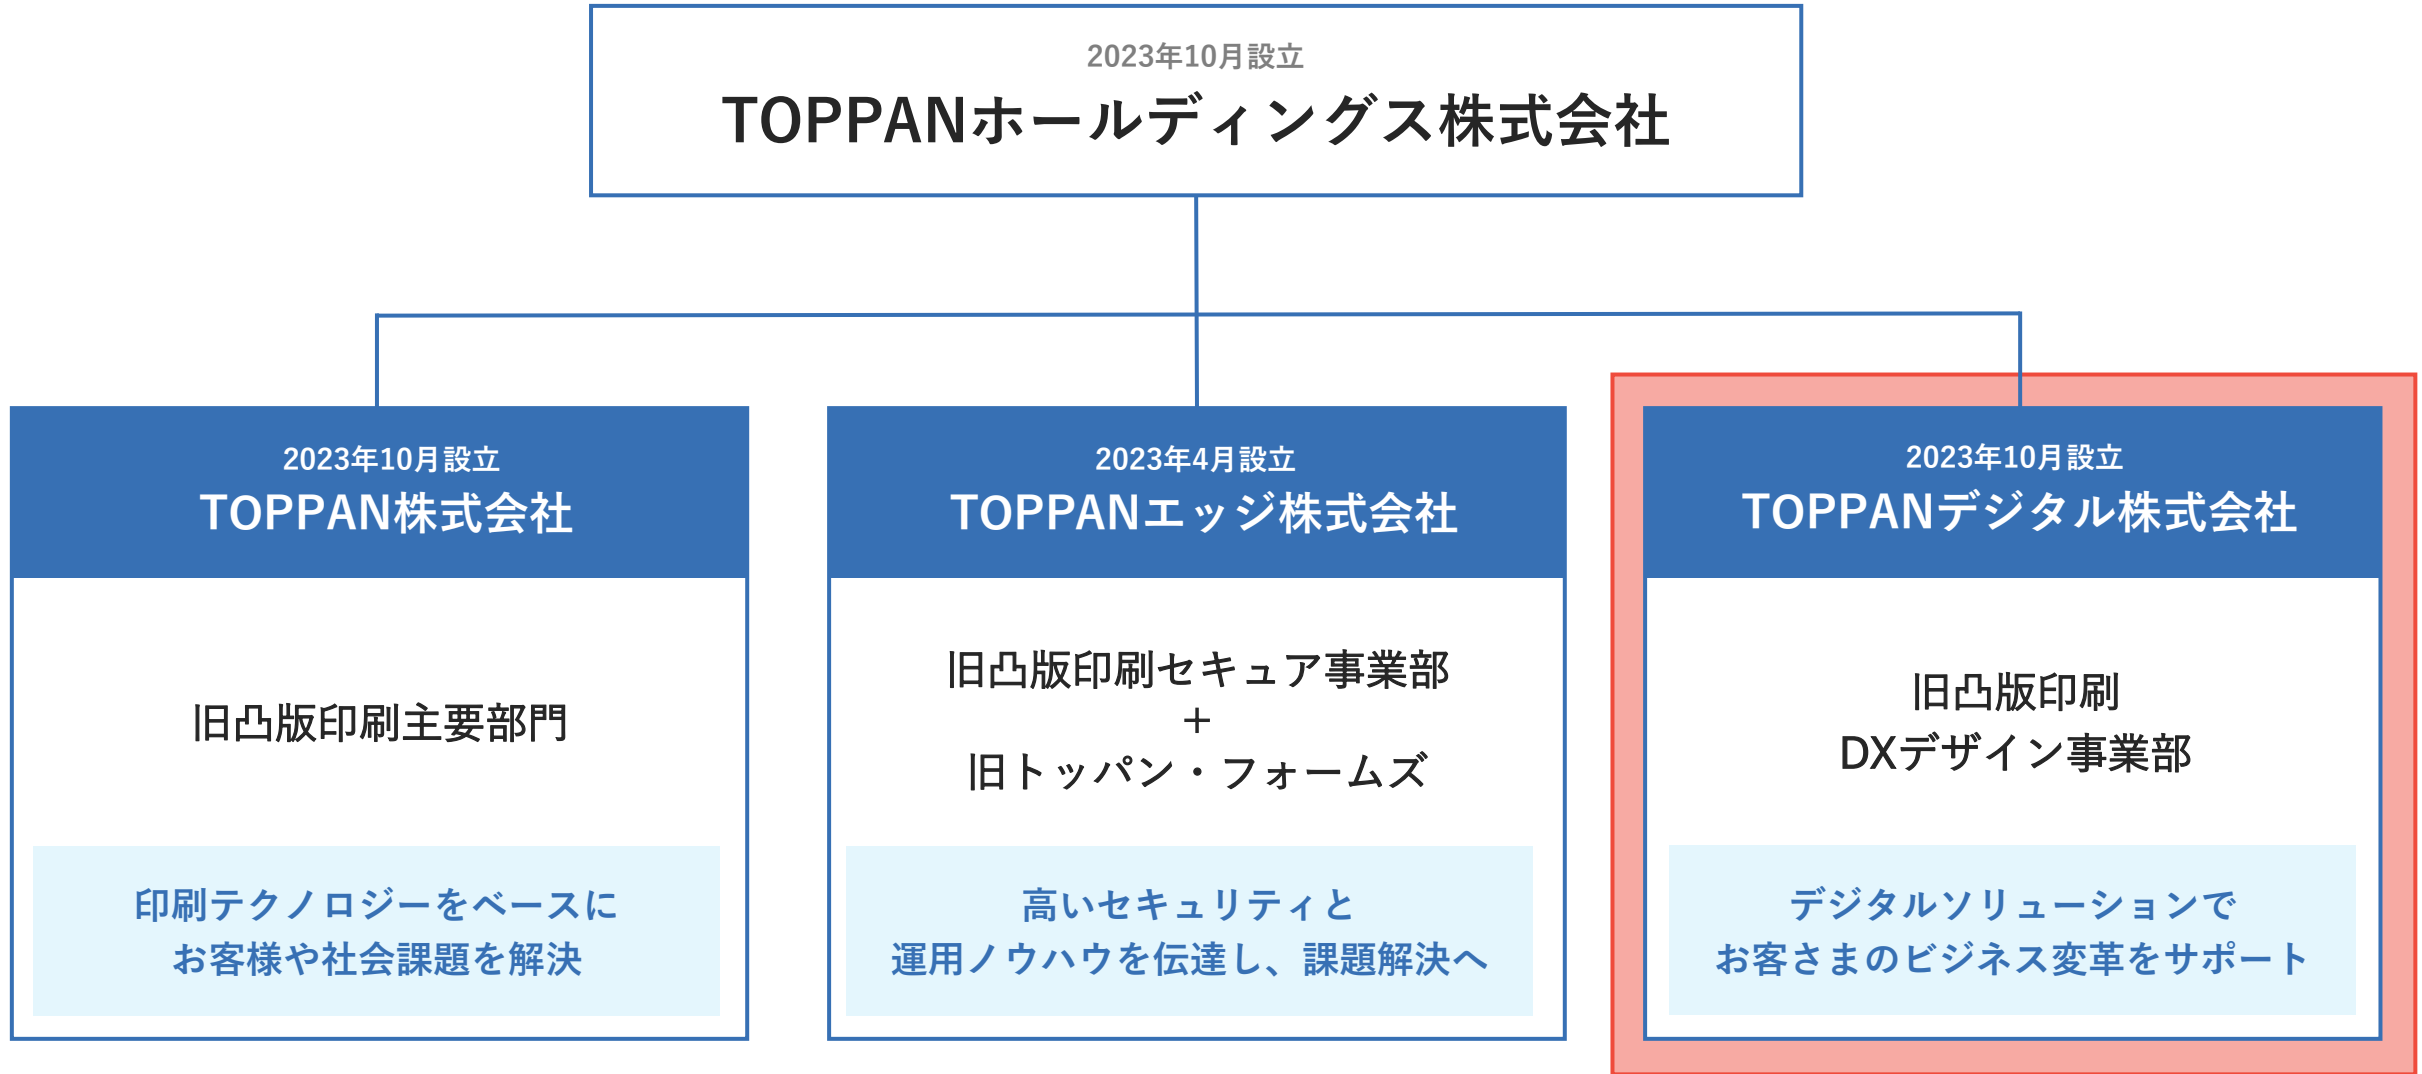 2023年10月設立
TOPPANホールディングス株式会社
2023年10月設立
TOPPAN株式会社
旧凸版印刷主要部門
印刷テクノロジーをベースに
お客様や社会課題を解決
2023年4月設立
TOPPANエッジ株式会社
旧凸版印刷セキュア事業部
+
旧トッパン・フォームズ
高いセキュリティと
運用ノウハウを伝達し、課題解決へ
2023年10月設立
TOPPANデジタル株式会社
旧凸版印刷
DXデザイン事業部
デジタルソリューションで
お客さまのビジネス変革をサポート